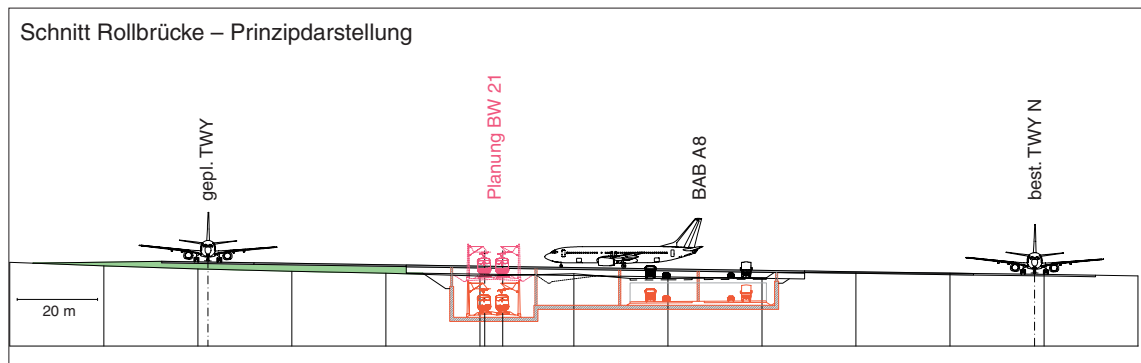 Schnitt Rollbrücke – Prinzipdarstellung
gepl. TWY
Planung BW 21
BAB A8
best. TWY N
20 m